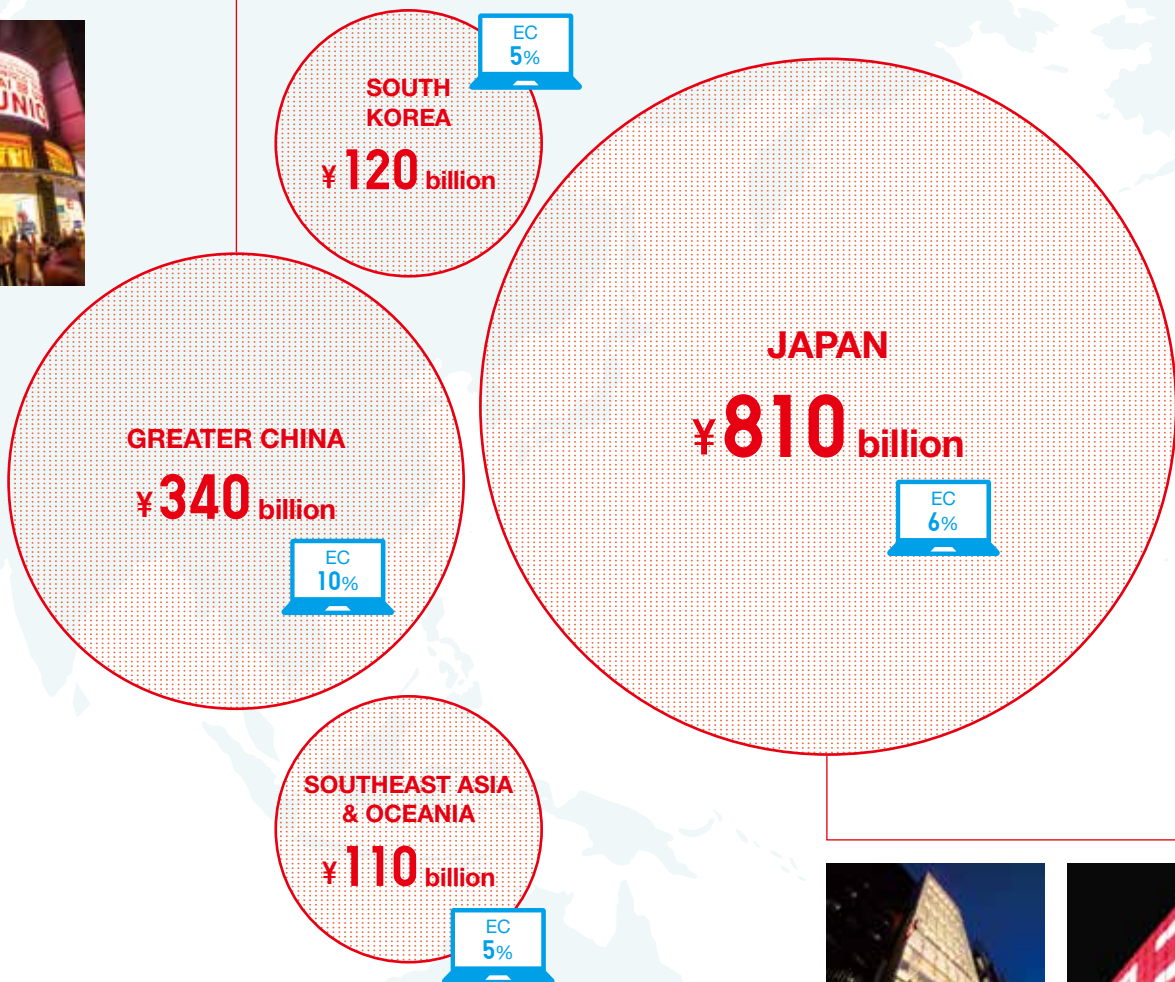 EC
5%
SOUTH
KOREA
¥120 billion
JAPAN
¥810 billion
EC
6%
GREATER CHINA
¥340 billion
EC
10%
SOUTHEAST ASIA
& OCEANIA
¥110 billion
EC
5%